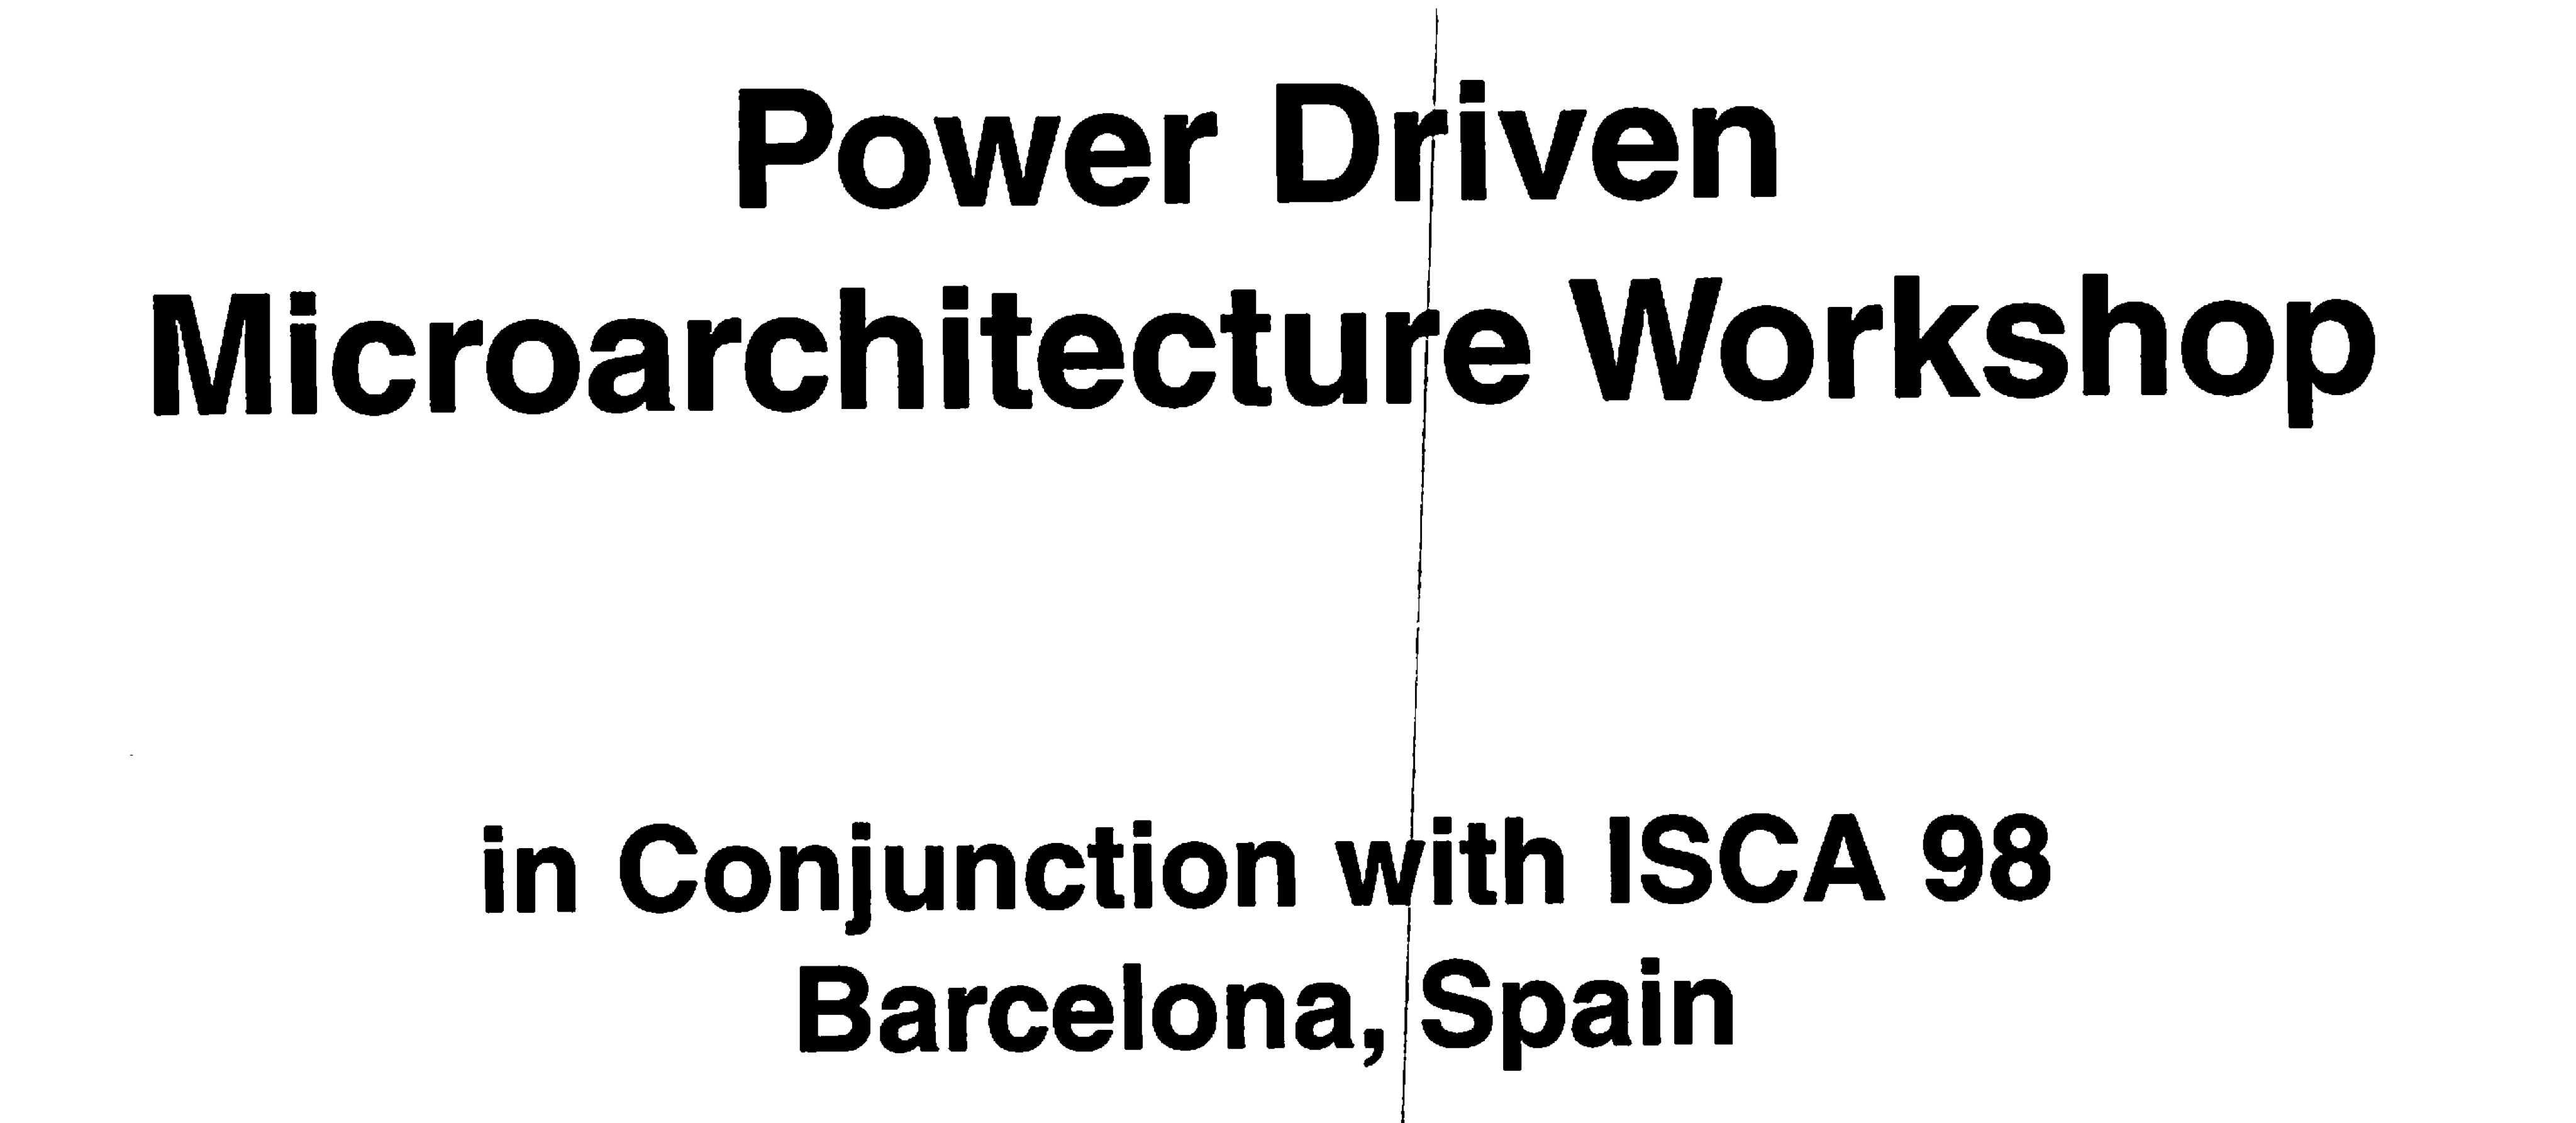 Power Driven
Microarchitecture Workshop
in Conjunction with ISCA 98
Barcelona, Spain